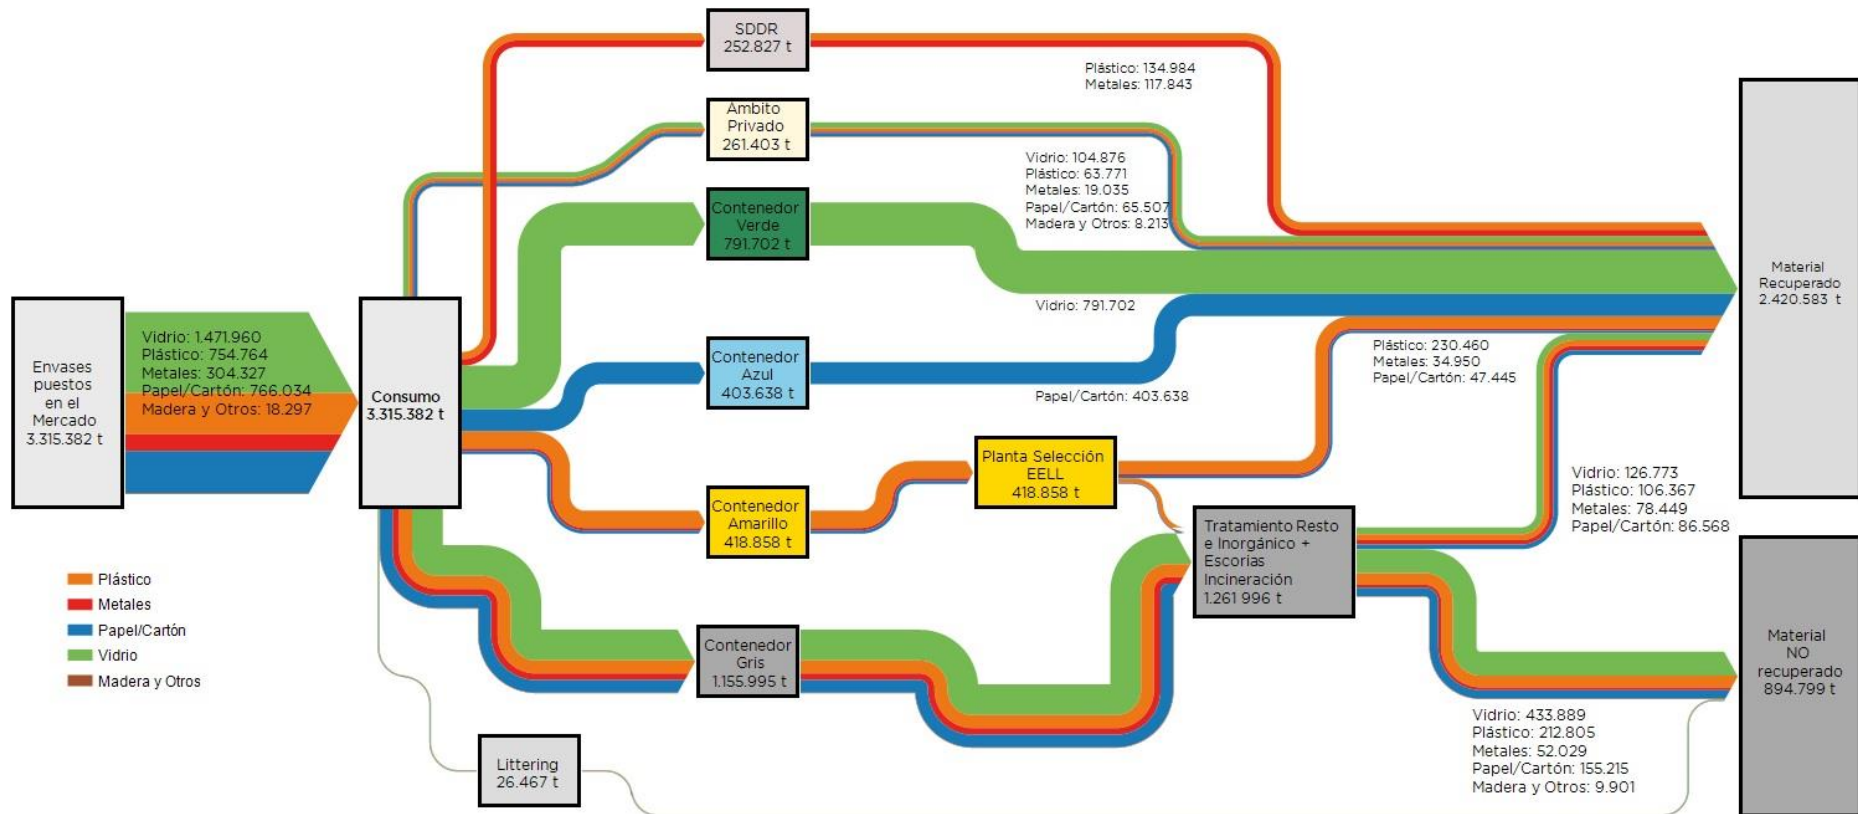 SDDR
252.827 t
Plástico: 134.984
Metales: 117.843
Ámbito
Privado
261.403 t
Vidrio: 104.876
Plástico: 63.771
Metales: 19.035
Papel/Cartón: 65.507
Madera y Otros: 8.213
Contenedor
Verde
791.702 t
Vidrio: 791.702
Material
Recuperado
2.420.583 t
Envases
puestos
en el
Mercado
3.315.382 t
Vidrio: 1.471.960
Plástico: 754.764
Metales: 304.327
Papel/Cartón: 766.034
Madera y Otros: 18.297
Consumo
3.315.382 t
Contenedor
Azul
403.638 t
Papel/Cartón: 403.638
Plástico: 230.460
Metales: 34.950
Papel/Cartón: 47.445
Contenedor
Amarillo
418.858 t
Planta Selección
EELL
418.858 t
Tratamiento Resto
e Inorgánico +
Escorías
Incineración
1.261 996 t
Vidrio: 126.773
Plástico: 106.367
Metales: 78.449
Papel/Cartón: 86.568
Plástico
Metales
Papel/Cartón
Vidrio
Madera y Otros
Contenedor
Gris
1.155.995 t
Material
NO
recuperado
894.799 t
Vidrio: 433.889
Plástico: 212.805
Metales: 52.029
Papel/Cartón: 155.215
Madera y Otros: 9.901
Littering
26.467 t